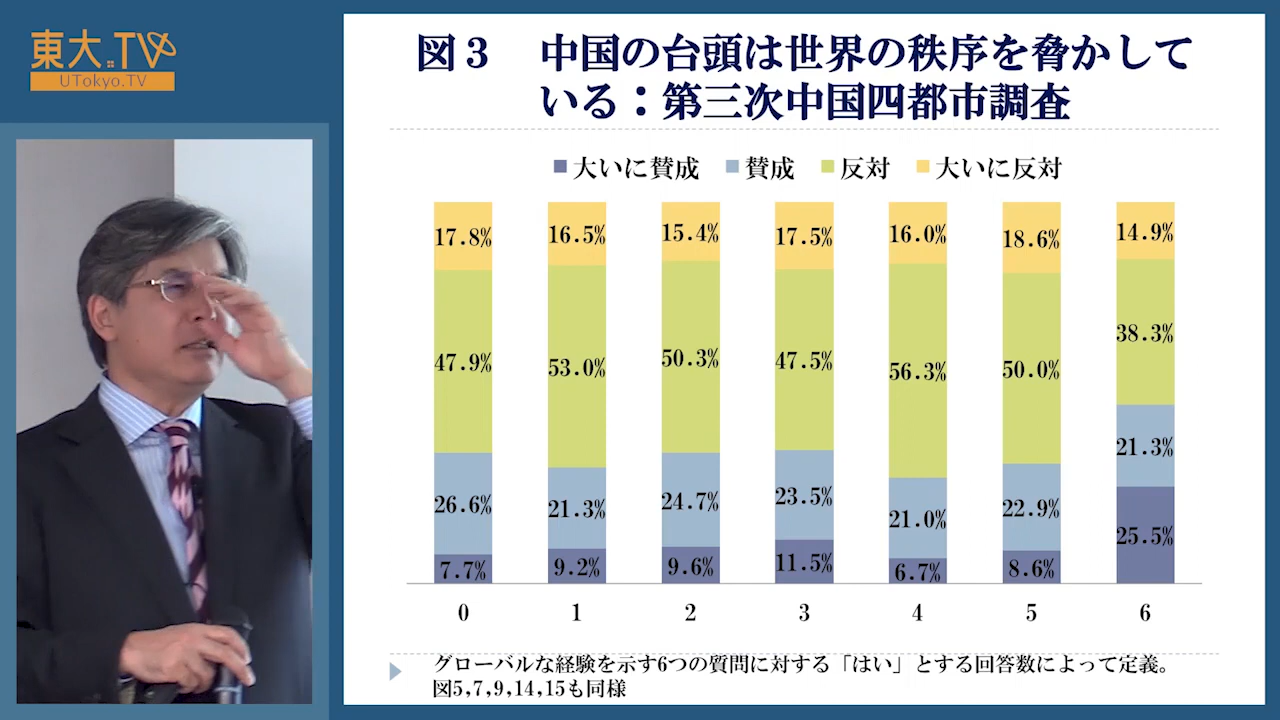 東大TV
UTokyo.TV
図３　中国の台頭は世界の秩序を脅かして
いる：第三次中国四都市調査
大いに賛成 賛成 反対 大いに反対
17.8% 16.5% 15.4% 17.5% 16.0% 18.6% 14.9%
47.9% 53.0% 50.3% 47.5% 56.3% 50.0% 38.3%
26.6% 21.3% 24.7% 23.5% 21.0% 22.9% 21.3%
7.7% 9.2% 9.6% 11.5% 6.7% 8.6% 25.5%
0 1 2 3 4 5 6
グローバルな経験を示す6つの質問に対する「はい」とする回答数によって定義。
図5,7,9,14,15も同様